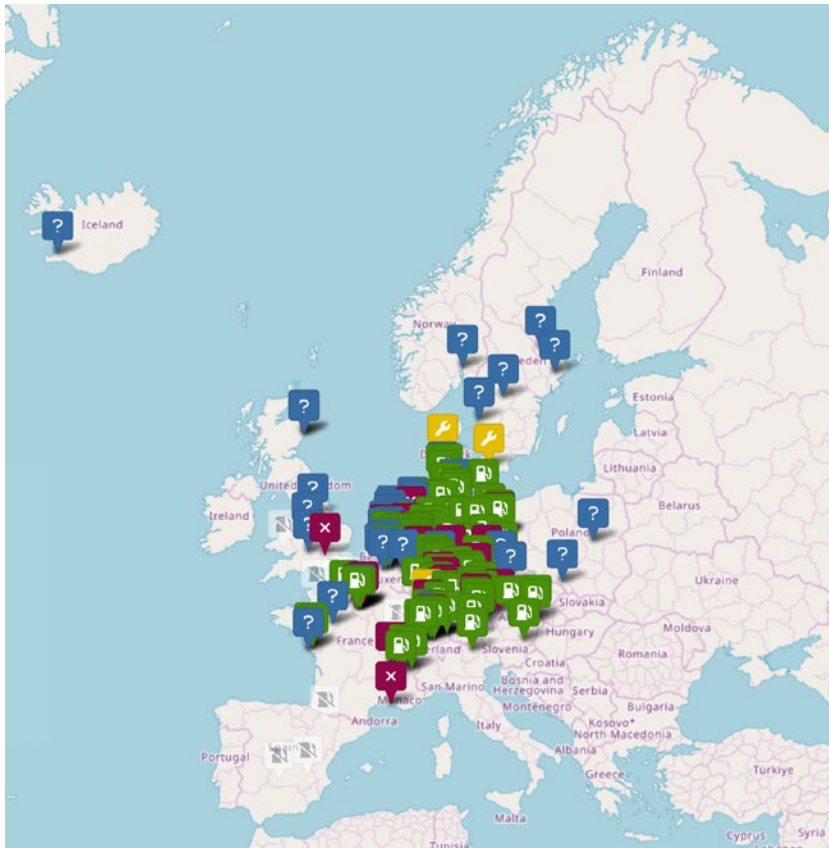 Iceland
Finland
Norway
eden
Estonia
Latvia
Lithuania
United Kingdom
Ireland
Belarus
Poland
Ukraine
Slovakia
Hungary
Moldova
France
Slovenia
Romania
Croatia
San Marino
Bosnia and
Herzegovina
Serbia
Monaco
Andorra
Montenegro
Bulgaria
Italy
Kosovo*
North Macedonia
Portugal
Albania
Greece
Türkiye
Malta
Cyprus
Syria
Tunisia